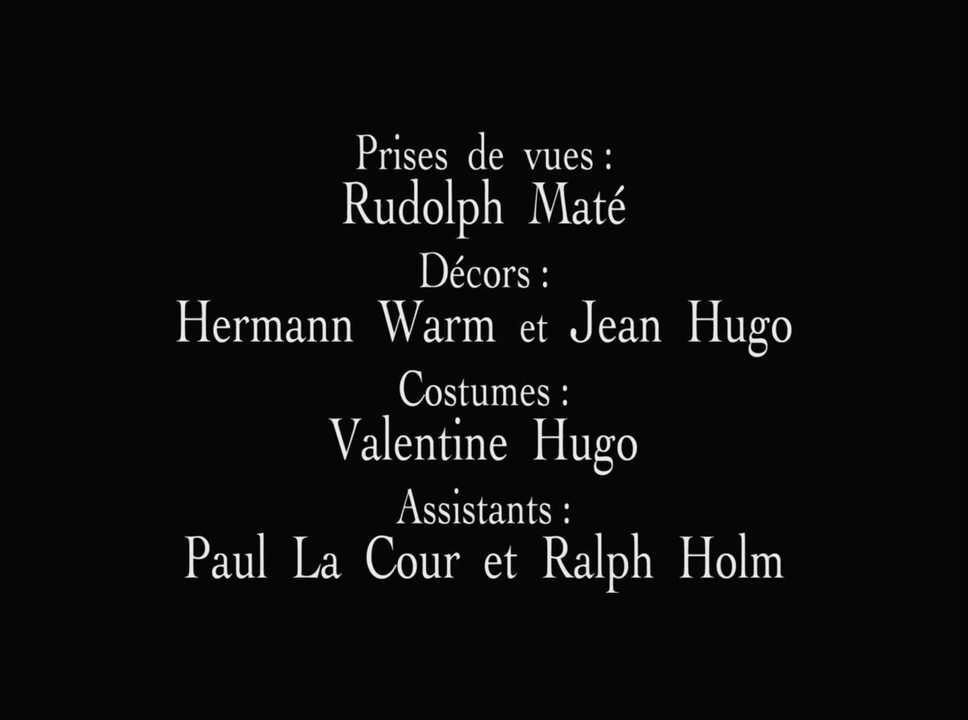 Prises de vues :
Rudolph Maté
Décors :
Hermann Warm et Jean Hugo
Costumes :
Valentine Hugo
Assistants :
Paul La Cour et Ralph Holm